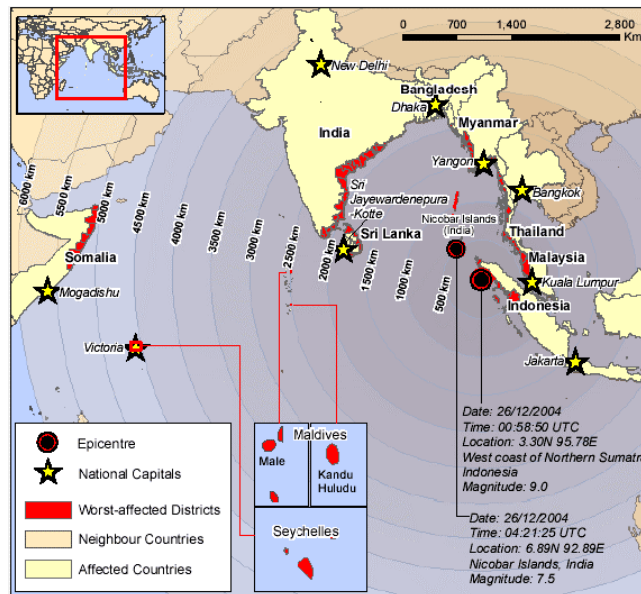 0 700 1,400 2,800
Km
New Delhi
Bangladesh
Dhaka
Myanmar
India
Yangon
Bangkok
Sri
Jayewardenepura
-Kotte
Nicobar Islands
(India)
Thailand
Sri Lanka
Malaysia
Kuala Lumpur
Indonesia
Jakarta
6000 km
5500 km
5000 km
4500 km
4000 km
3500 km
3000 km
2500 km
2000 km
1500 km
1000 km
500 km
Somalia
Mogadishu
Victoria
Date: 26/12/2004
Time: 00:58:50 UTC
Location: 3.30N 95.78E
West coast of Northern Sumatr
Indonesia
Magnitude: 9.0
Date: 26/12/2004
Time: 04:21:25 UTC
Location: 6.89N 92.89E
Nicobar Islands, India
Magnitude: 7.5
Maldives
Male
Kandu
Huludu
Seychelles
Epicentre
National Capitals
Worst-affected Districts
Neighbour Countries
Affected Countries